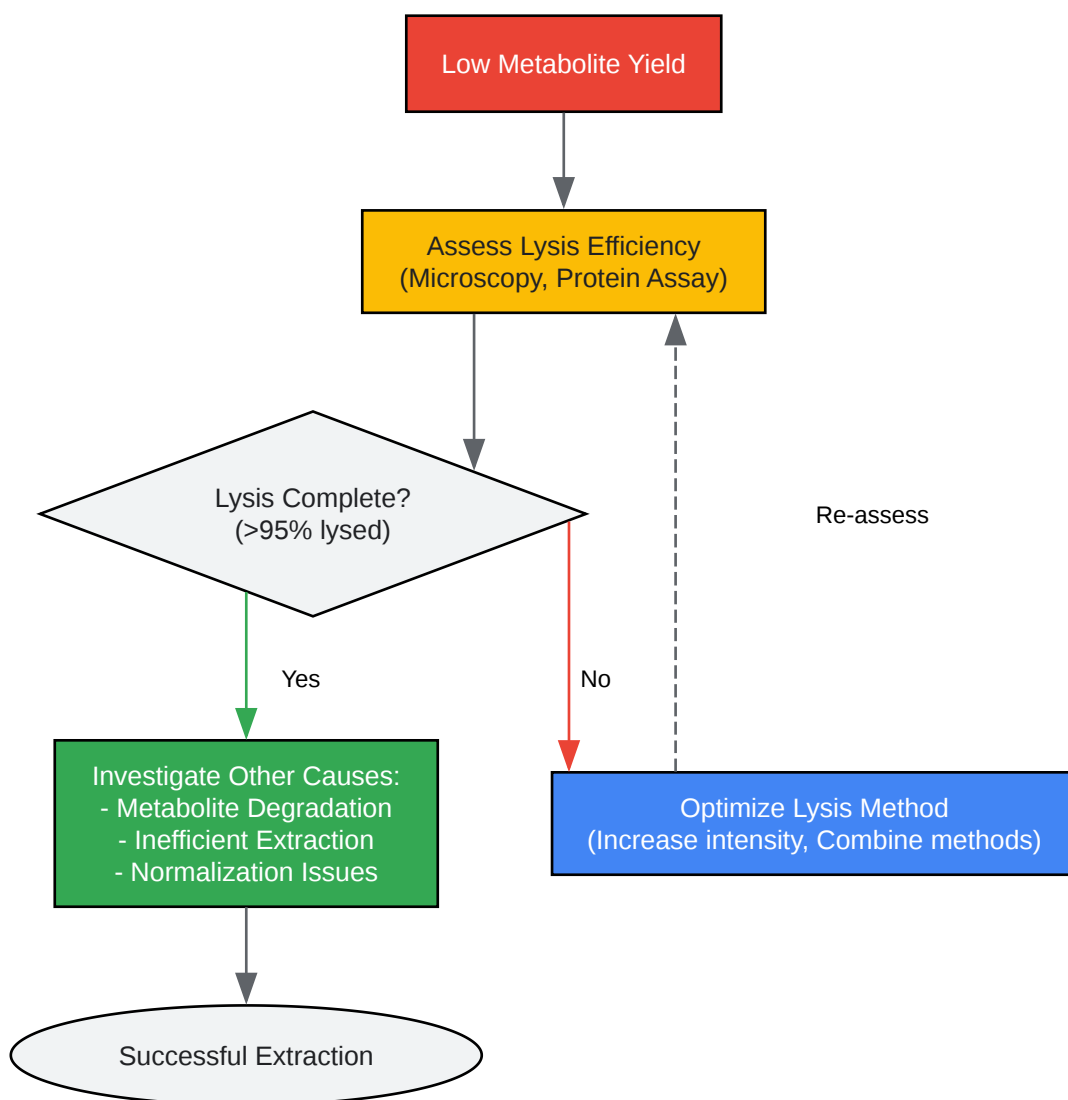 Low Metabolite Yield
Assess Lysis Efficiency
(Microscopy, Protein Assay)
Lysis Complete?
(>95% lysed)
Re-assess
Yes
No
Investigate Other Causes:
- Metabolite Degradation
- Inefficient Extraction
- Normalization Issues
Optimize Lysis Method
(Increase intensity, Combine methods)
Successful Extraction